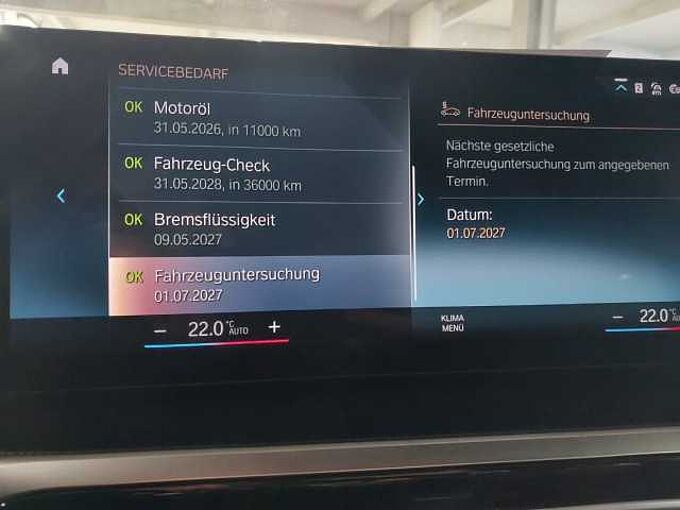 SERVICEBEDARF
OK Motoröl
31.05.2026, in 11000 km
OK Fahrzeug-Check
31.05.2028, in 36000 km
OK Bremsflüssigkeit
09.05.2027
OK Fahrzeuguntersuchung
01.07.2027
Fahrzeuguntersuchung
Nächste gesetzliche
Fahrzeuguntersuchung zum angegebenen
Termin.
Datum:
01.07.2027
– 22.0 °C AUTO +
KLIMA
MENÜ
– 22.0 °C